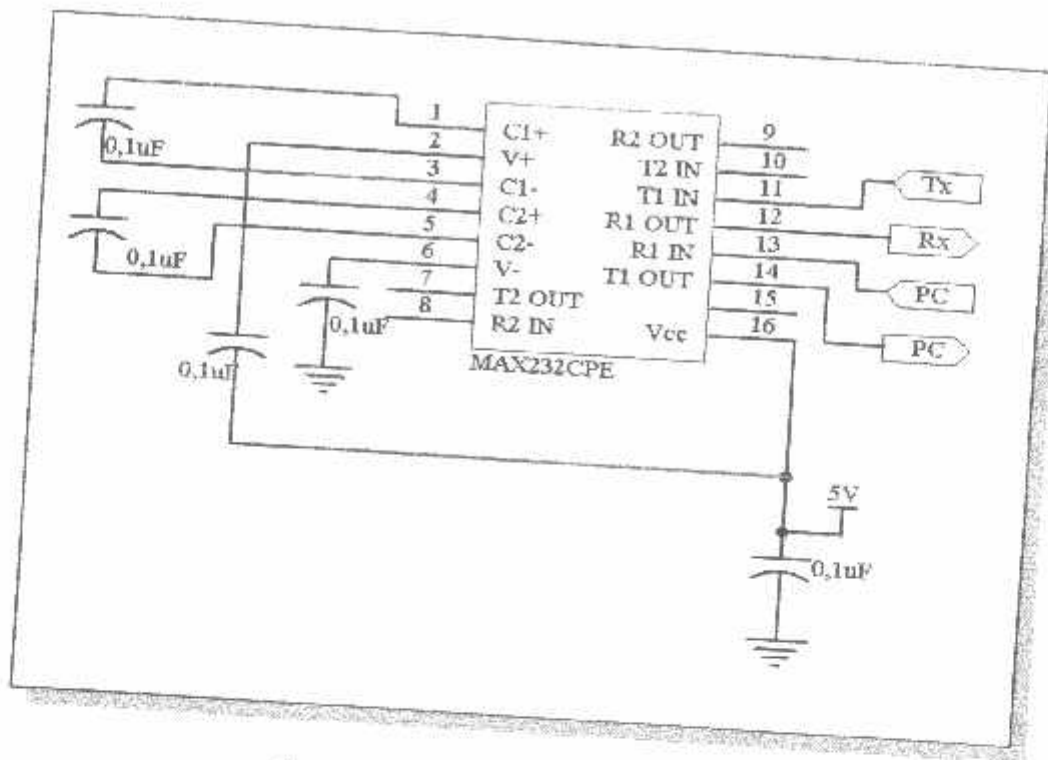 1
2
3
4
5
6
7
8
C1+
V+
C1-
C2+
C2-
V-
T2 OUT
R2 IN
R2 OUT
T2 IN
T1 IN
R1 OUT
R1 IN
T1 OUT
Vcc
9
10
11
12
13
14
15
16
Tx
Rx
PC
PC
0,1uF
0,1uF
0,1uF
0,1uF
MAX232CPE
5V
0,1uF